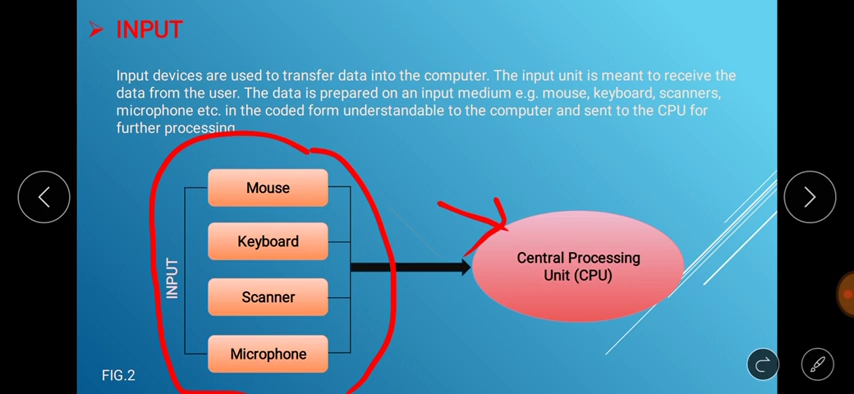 INPUT
Input devices are used to transfer data into the computer. The input unit is meant to receive the
data from the user. The data is prepared on an input medium e.g. mouse, keyboard, scanners,
microphone etc. in the coded form understandable to the computer and sent to the CPU for
further processing
Mouse
Keyboard
Scanner
Microphone
INPUT
Central Processing
Unit (CPU)
FIG.2